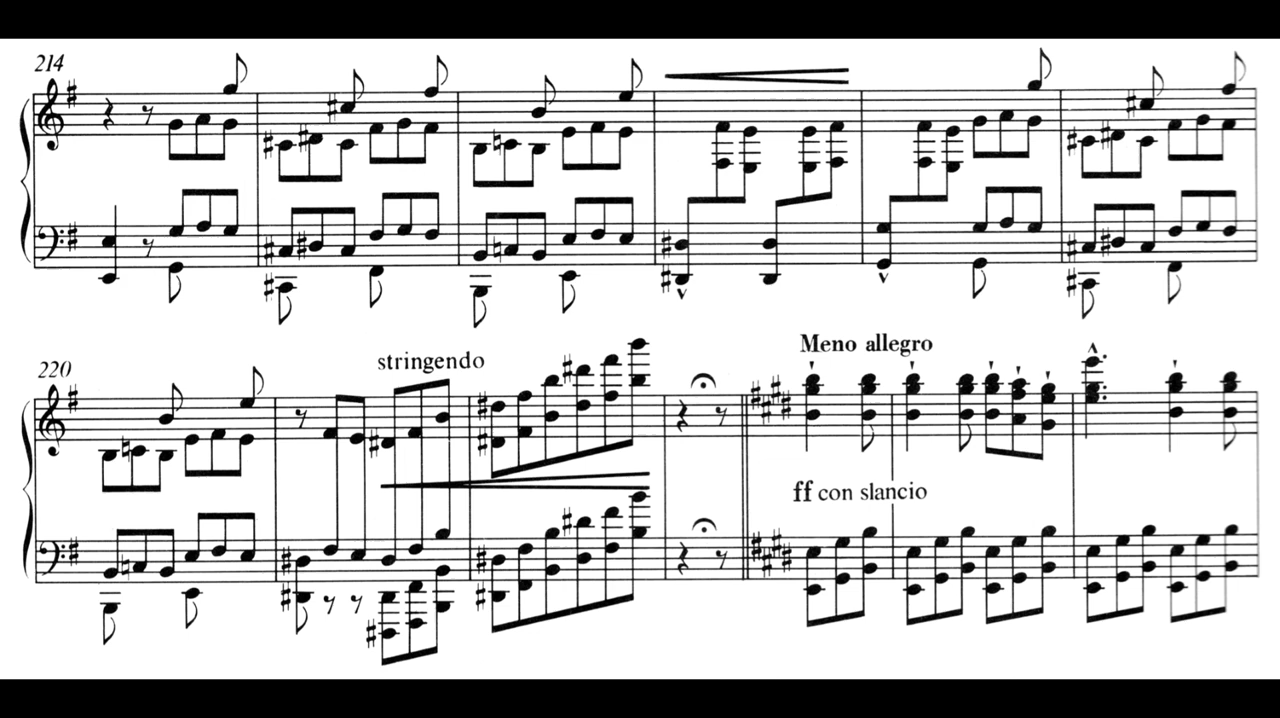 214
220
stringendo
Meno allegro
ff con slancio